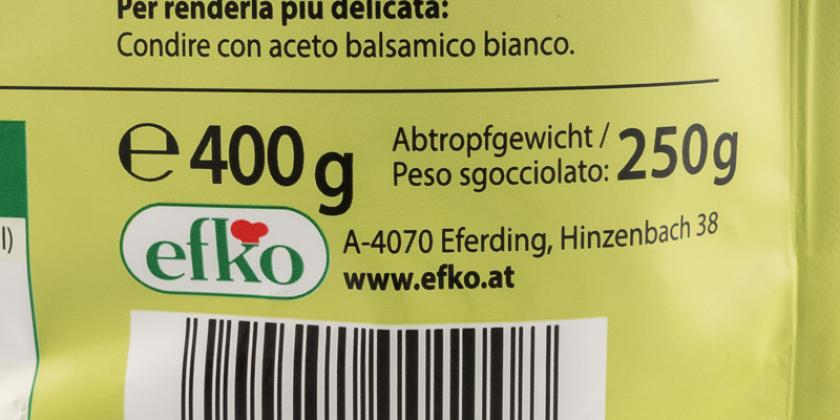 Per renderla più delicata:
Condire con aceto balsamico bianco.
l)
℮ 400 g
Abtropfgewicht /
Peso sgocciolato: 250g
efko
A-4070 Eferding, Hinzenbach 38
www.efko.at